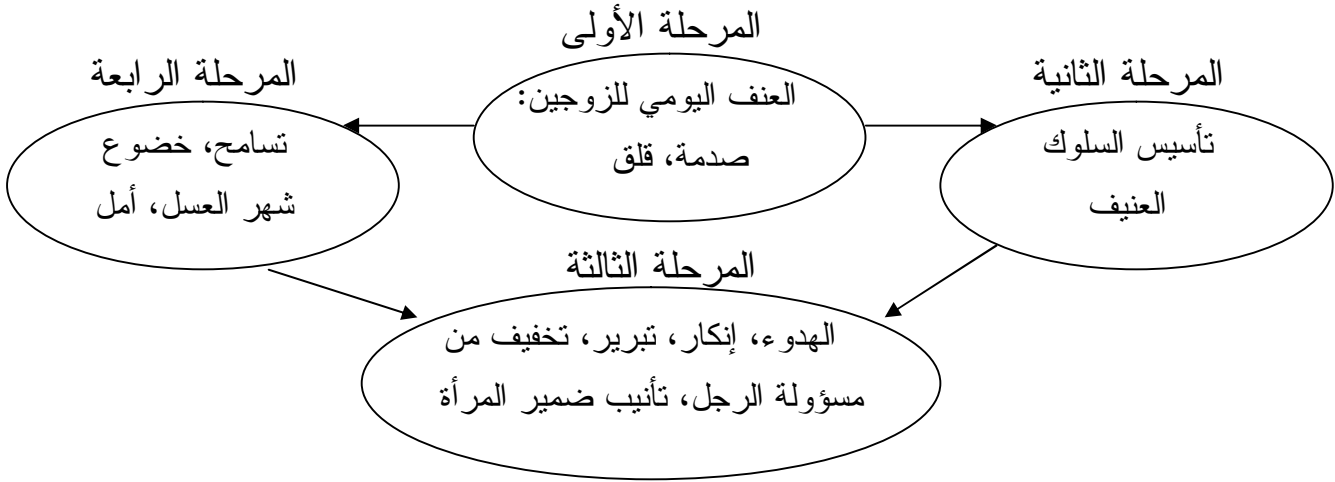 المرحلة الأولى
العنف اليومي للزوجين:
صدمة، قلق
المرحلة الثانية
تأسيس السلوك
العنيف
المرحلة الثالثة
الهدوء، إنكار، تبرير، تخفيف من
مسؤولة الرجل، تأنيب ضمير المرأة
المرحلة الرابعة
تسامح، خضوع
شهر العسل، أمل